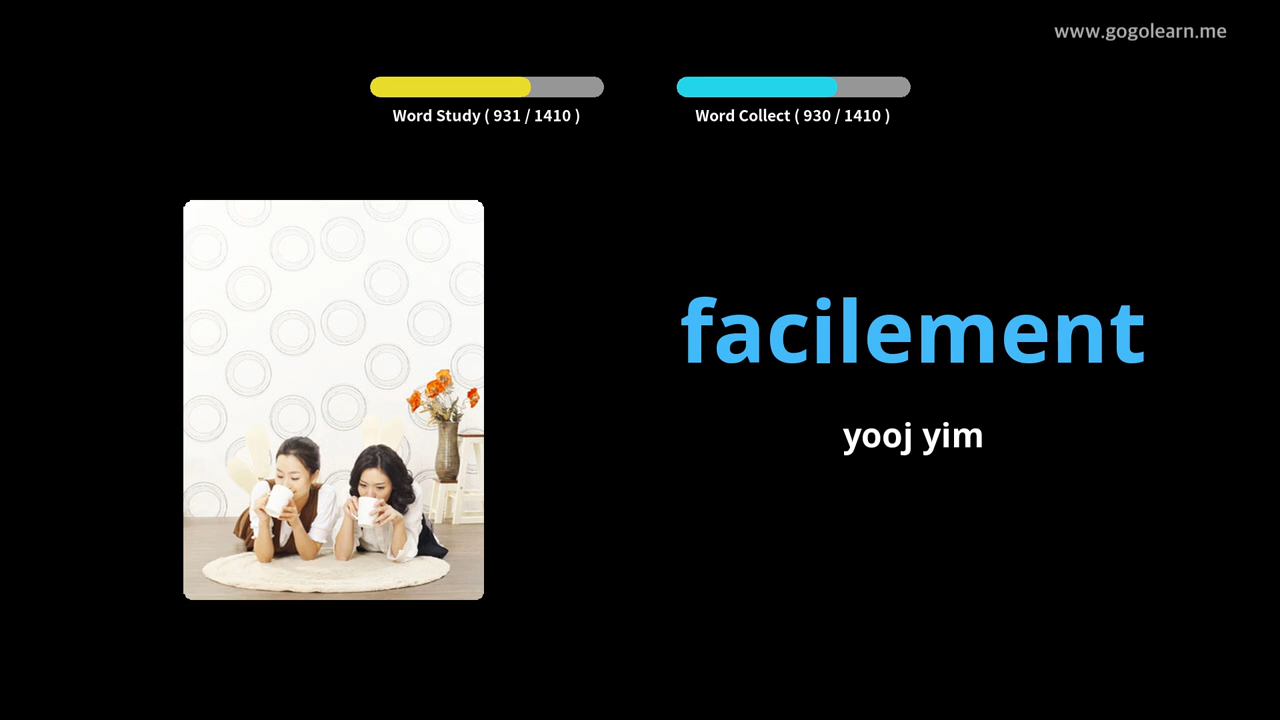 www.gogolearn.me
Word Study ( 931 / 1410 )
Word Collect ( 930 / 1410 )
facilement
yooj yim